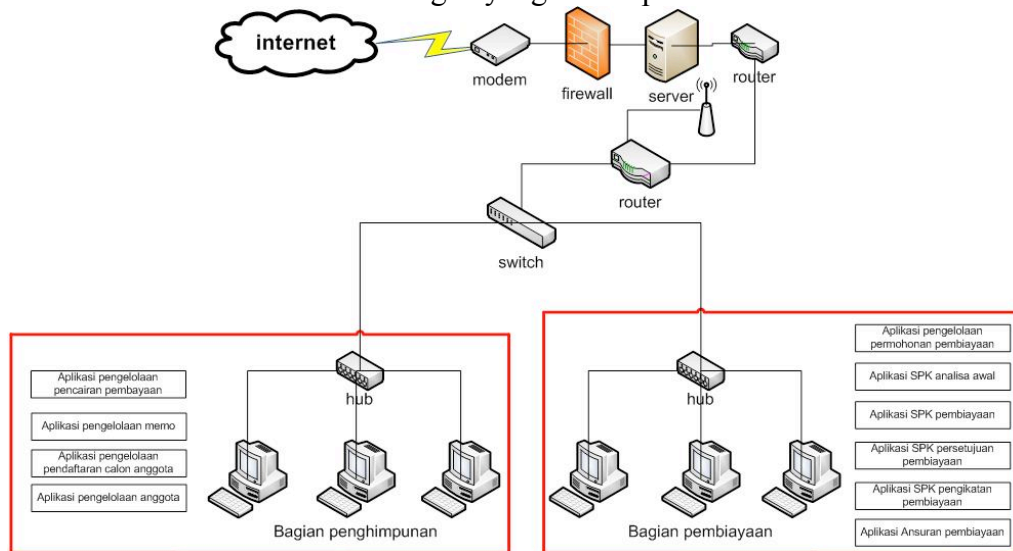 internet
modem
firewall
server
router
router
switch
hub
Aplikasi pengelolaan
pencairan pembayaan
Aplikasi pengelolaan memo
Aplikasi pengelolaan
pendaftaran calon anggota
Aplikasi pengelolaan anggota
Bagian penghimpunan
hub
Aplikasi pengelolaan
permohonan pembiayaan
Aplikasi SPK analisa awal
Aplikasi SPK pembiayaan
Aplikasi SPK persetujuan
pembiayaan
Aplikasi SPK pengikatan
pembiayaan
Aplikasi Ansuran pembiayaan
Bagian pembiayaan